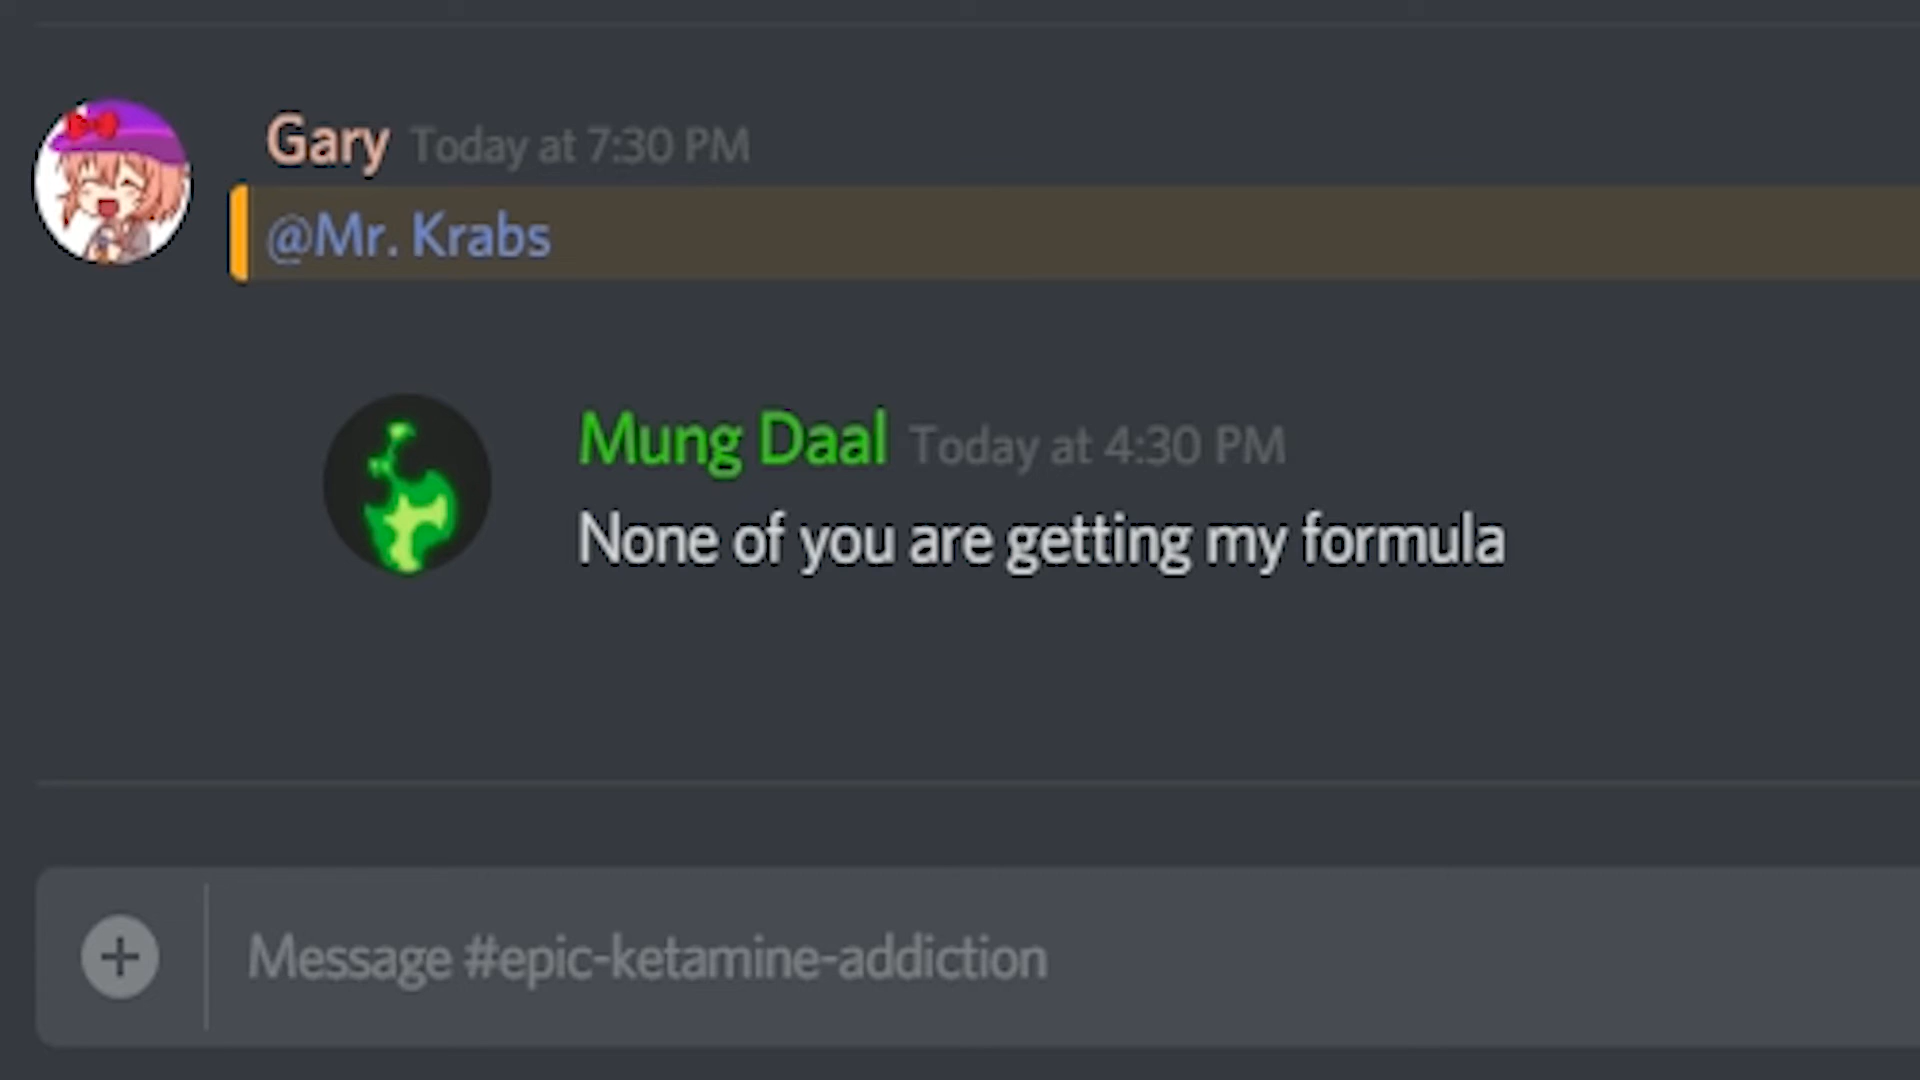 Gary Today at 7:30 PM
@Mr. Krabs
Mung Daal Today at 4:30 PM
None of you are getting my formula
Message #epic-ketamine-addiction